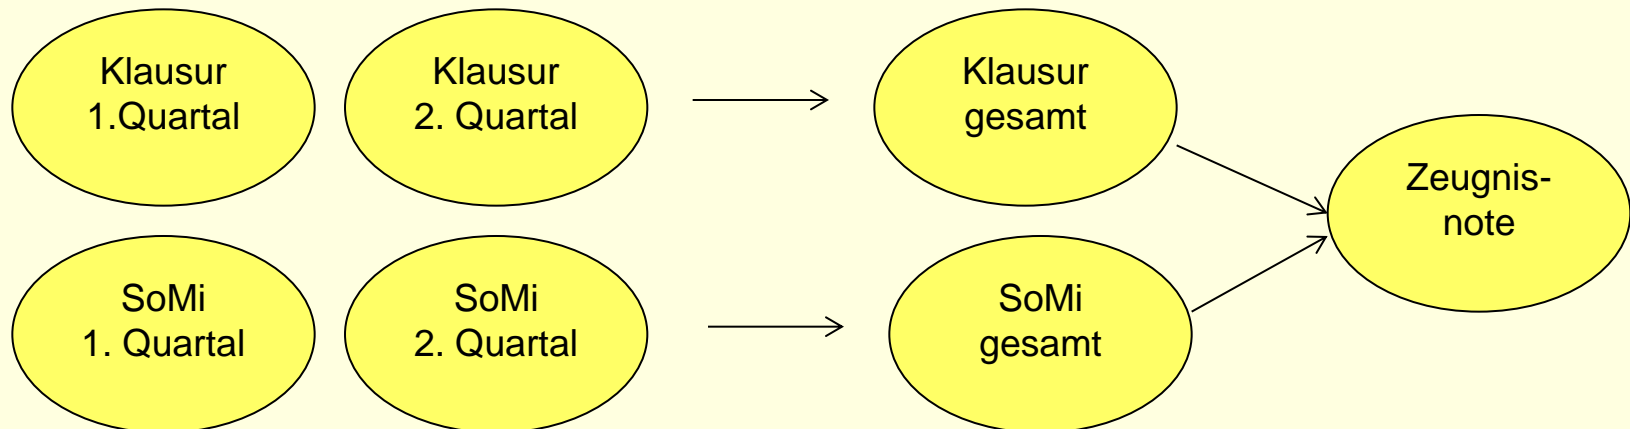 Klausur
1.Quartal
Klausur
2. Quartal
Klausur
gesamt
Zeugnis-
note
SoMi
1. Quartal
SoMi
2. Quartal
SoMi
gesamt